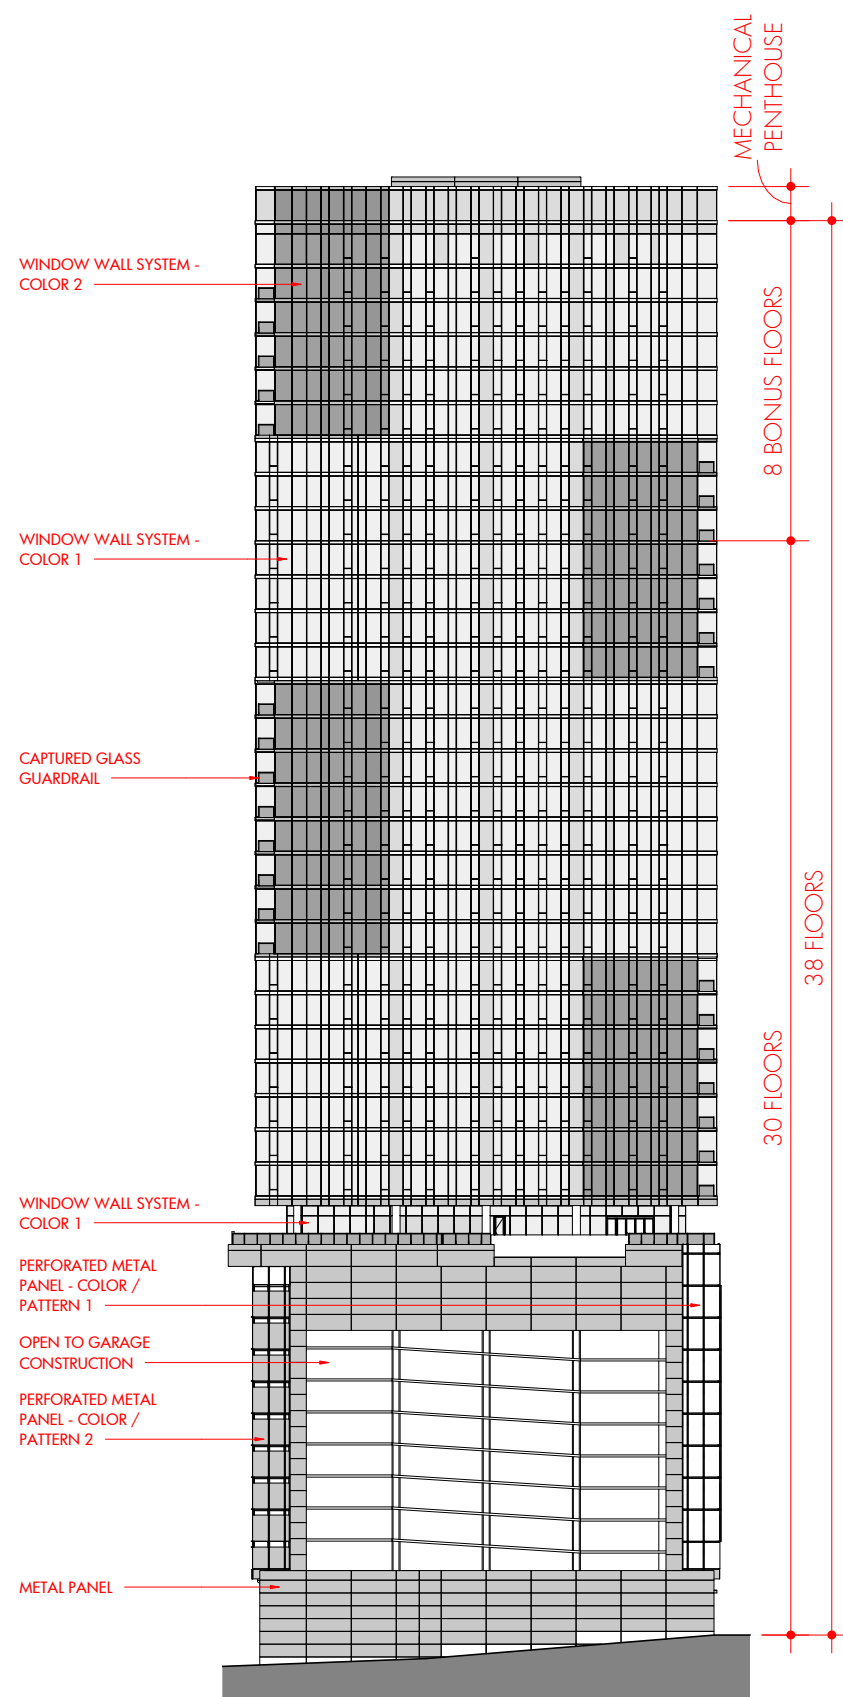 MECHANICAL
PENTHOUSE
WINDOW WALL SYSTEM -
COLOR 2
8 BONUS FLOORS
WINDOW WALL SYSTEM -
COLOR 1
CAPTURED GLASS
GUARDRAIL
38 FLOORS
30 FLOORS
WINDOW WALL SYSTEM -
COLOR 1
PERFORATED METAL
PANEL - COLOR /
PATTERN 1
OPEN TO GARAGE
CONSTRUCTION
PERFORATED METAL
PANEL - COLOR /
PATTERN 2
METAL PANEL